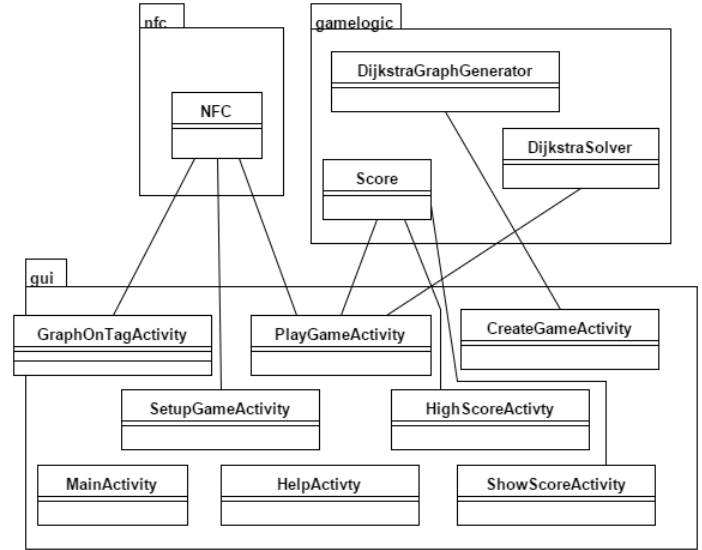 nfc
gamelogic
DijkstraGraphGenerator
NFC
DijkstraSolver
Score
gui
GraphOnTagActivity
PlayGameActivity
CreateGameActivity
SetupGameActivity
HighScoreActivty
MainActivity
HelpActivty
ShowScoreActivity